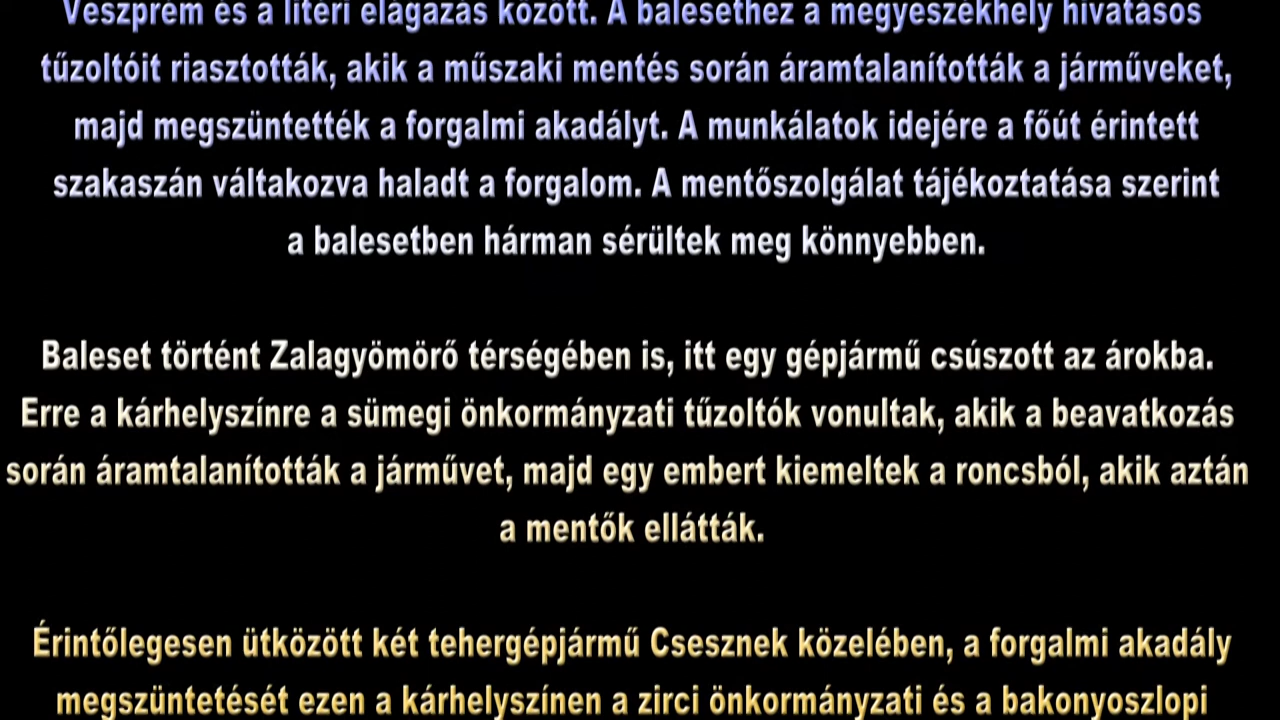 Veszprém és a litéri elágazás között. A balesethez a megyeszékhely hivatásos
tűzoltóit riasztották, akik a műszaki mentés során áramtalanították a járműveket,
majd megszüntették a forgalmi akadályt. A munkálatok idejére a főút érintett
szakaszán váltakozva haladt a forgalom. A mentőszolgálat tájékoztatása szerint
a balesetben hárman sérültek meg könnyebben.
Baleset történt Zalagyömörő térségében is, itt egy gépjármű csúszott az árokba.
Erre a kárhelyszínre a sümegi önkormányzati tűzoltók vonultak, akik a beavatkozás
során áramtalanították a járművet, majd egy embert kiemeltek a roncsból, akik aztán
a mentők ellátták.
Érintőlegesen ütközött két tehergépjármű Csesznek közelében, a forgalmi akadály
megszüntetését ezen a kárhelyszínen a zirci önkormányzati és a bakonyoszlopi